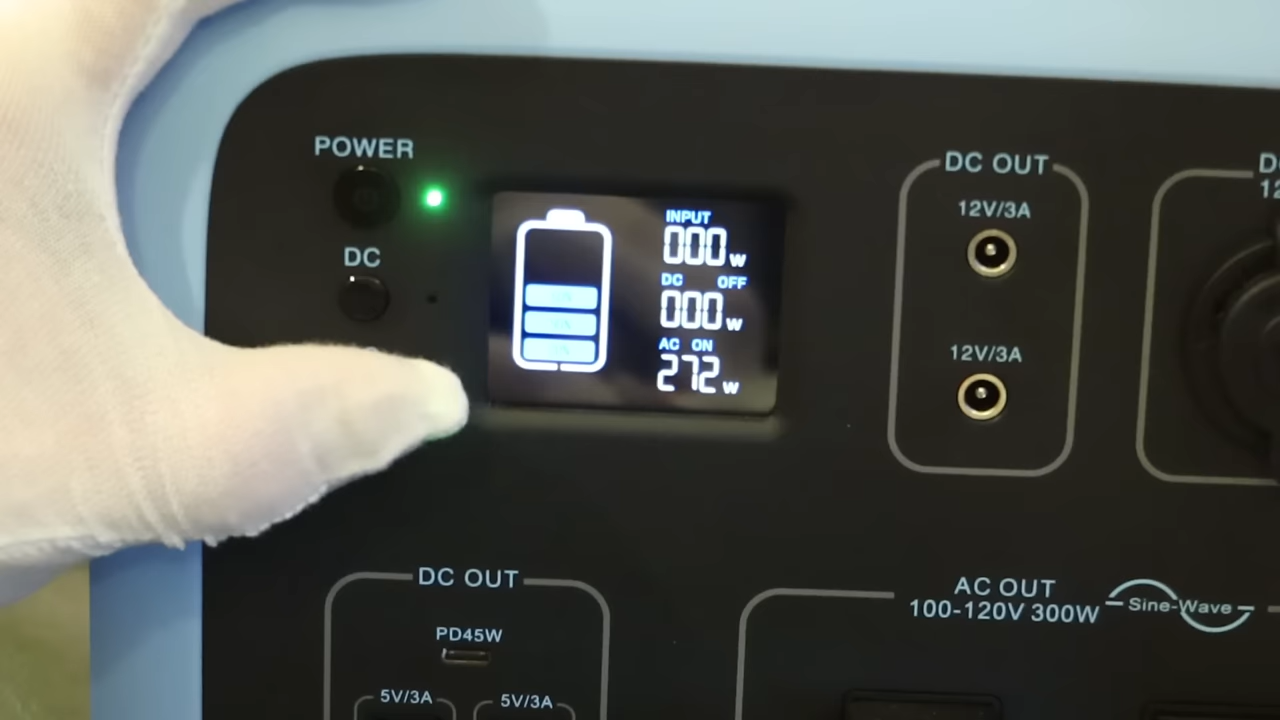 POWER
DC
INPUT
000W
DC OFF
000W
AC ON
272W
DC OUT
12V/3A
12V/3A
DC OUT
PD45W
5V/3A
5V/3A
AC OUT
100-120V 300W
Sine-Wave